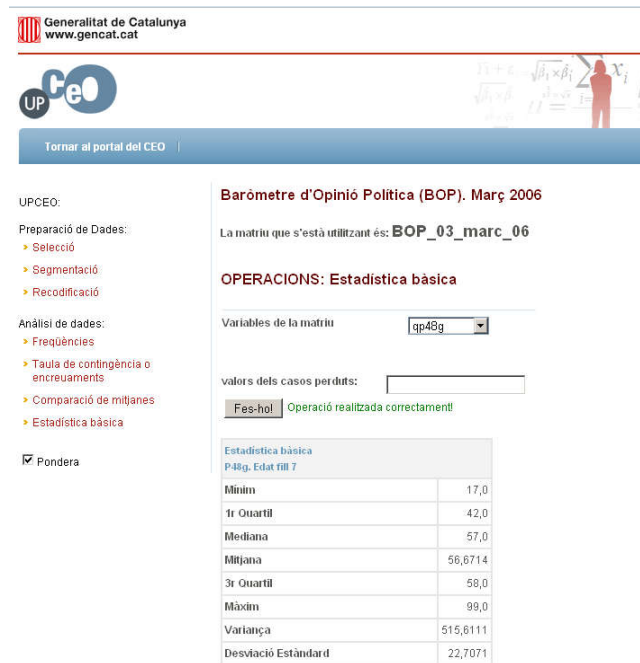 Generalitat de Catalunya
www.gencat.cat
UP
CEO
Tornar al portal del CEO
UPCEO:
Preparació de Dades:
Selecció
Segmentació
Recodificació
Anàlisi de dades:
Freqüències
Taula de contingència o
encreuaments
Comparació de mitjanes
Estadística bàsica
Pondera
Baròmetre d'Opinió Política (BOP). Març 2006
La matriu que s'està utilitzant és: BOP_03_marc_06
OPERACIONS: Estadística bàsica
Variables de la matriu
qp48g
valors dels casos perduts:
Fes-ho! Operació realitzada correctament!
Estadística bàsica
P48g. Edat fill 7
Mínim 17,0
1r Quartil 42,0
Mediana 57,0
Mitjana 56,6714
3r Quartil 58,0
Màxim 99,0
Variança 515,6111
Desviació Estàndard 22,7071